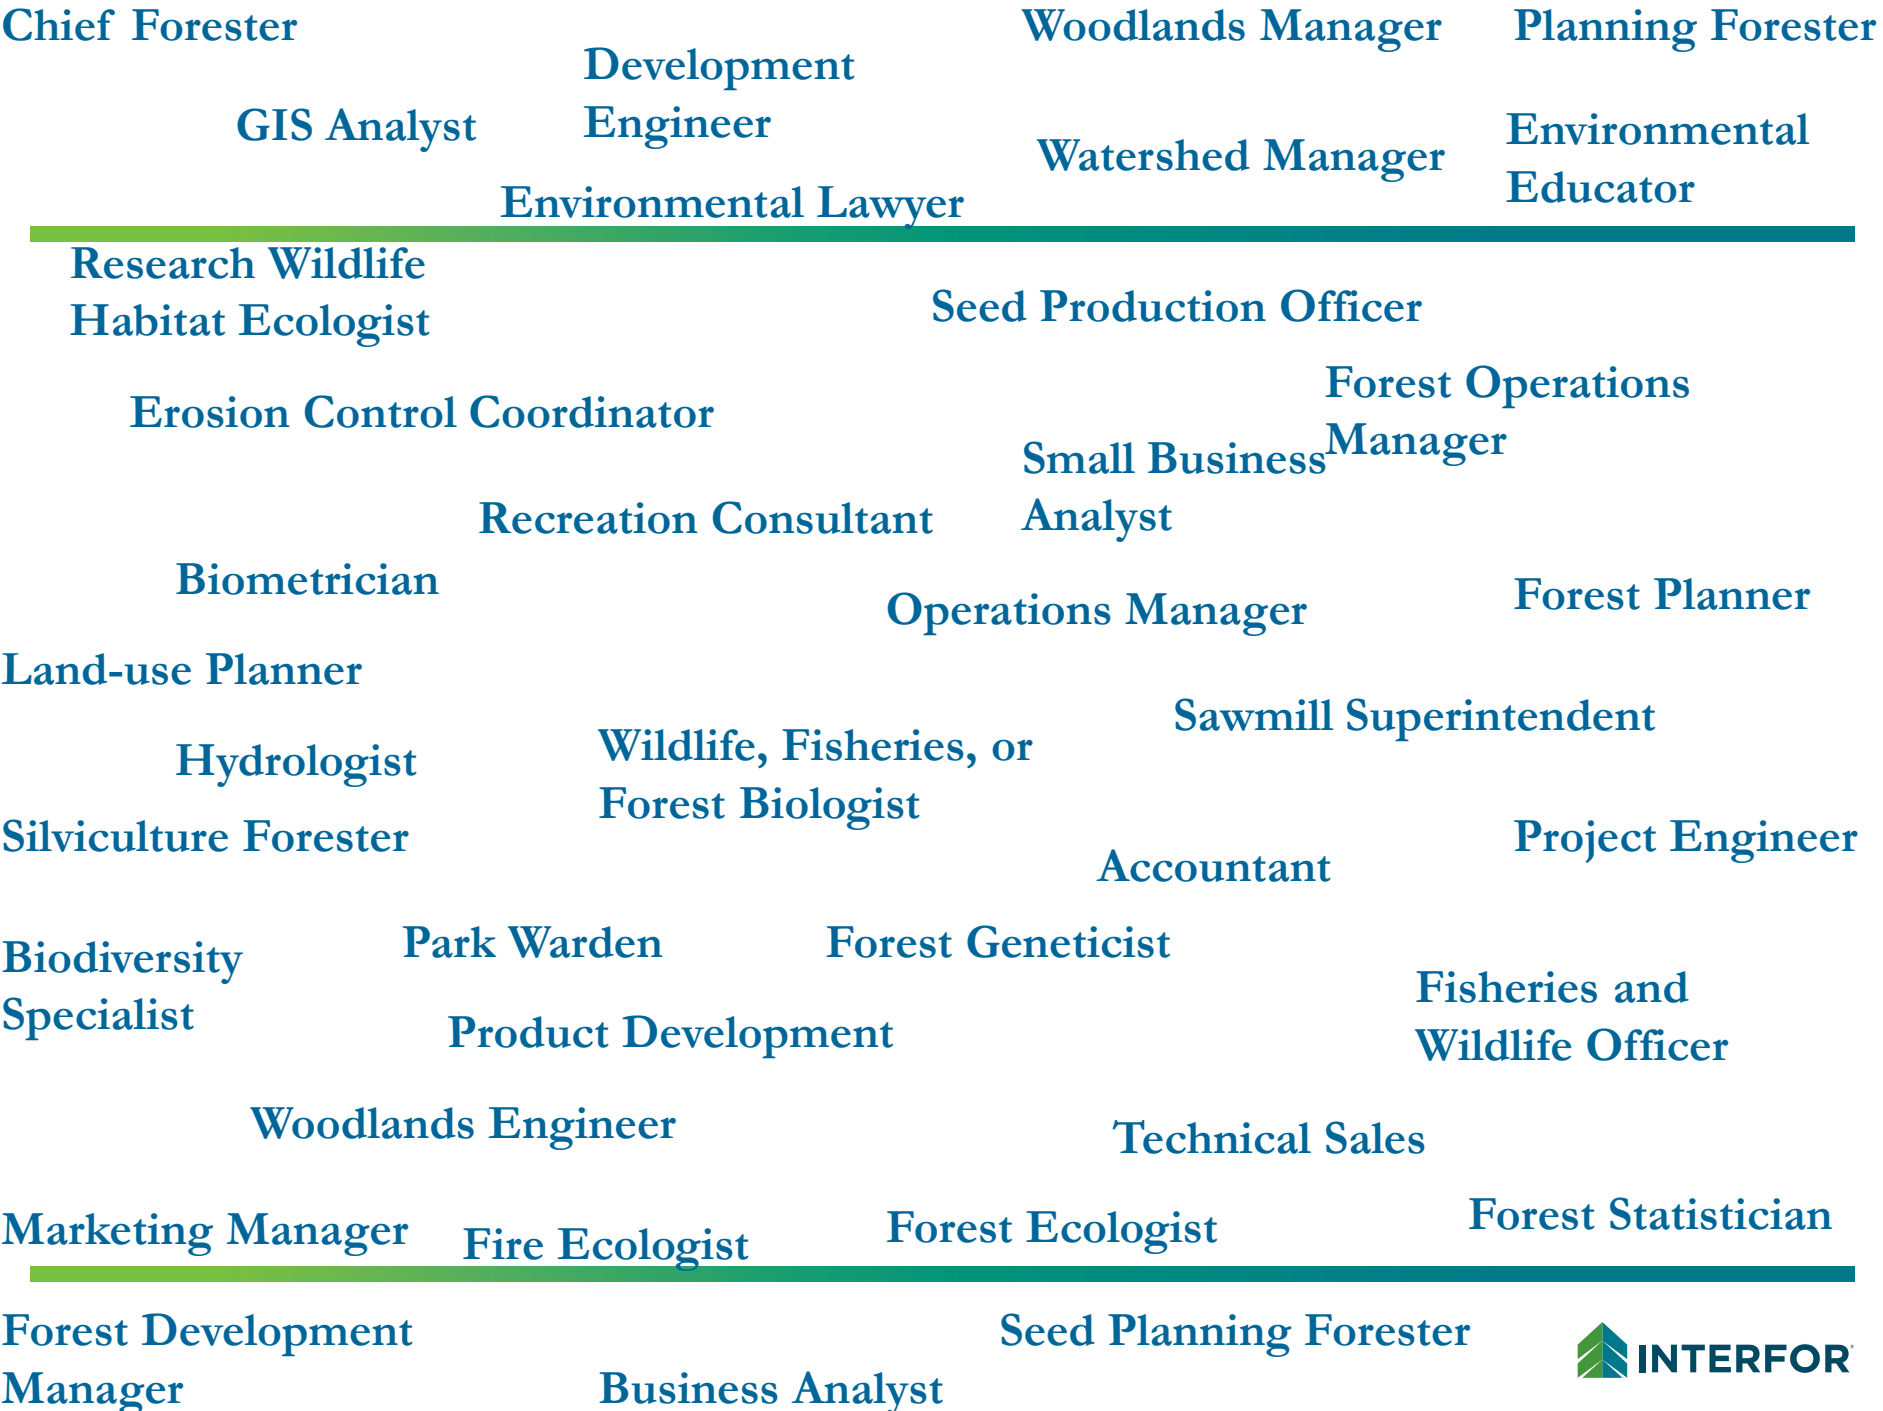 Chief Forester
Woodlands Manager
Planning Forester
Development
Engineer
GIS Analyst
Watershed Manager
Environmental
Educator
Environmental Lawyer
Research Wildlife
Habitat Ecologist
Seed Production Officer
Forest Operations
Manager
Erosion Control Coordinator
Small Business
Analyst
Recreation Consultant
Biometrician
Operations Manager
Forest Planner
Land-use Planner
Sawmill Superintendent
Hydrologist
Wildlife, Fisheries, or
Forest Biologist
Silviculture Forester
Project Engineer
Accountant
Biodiversity
Specialist
Park Warden
Forest Geneticist
Fisheries and
Wildlife Officer
Product Development
Woodlands Engineer
Technical Sales
Marketing Manager
Fire Ecologist
Forest Ecologist
Forest Statistician
Forest Development
Manager
Seed Planning Forester
INTERFOR
Business Analyst